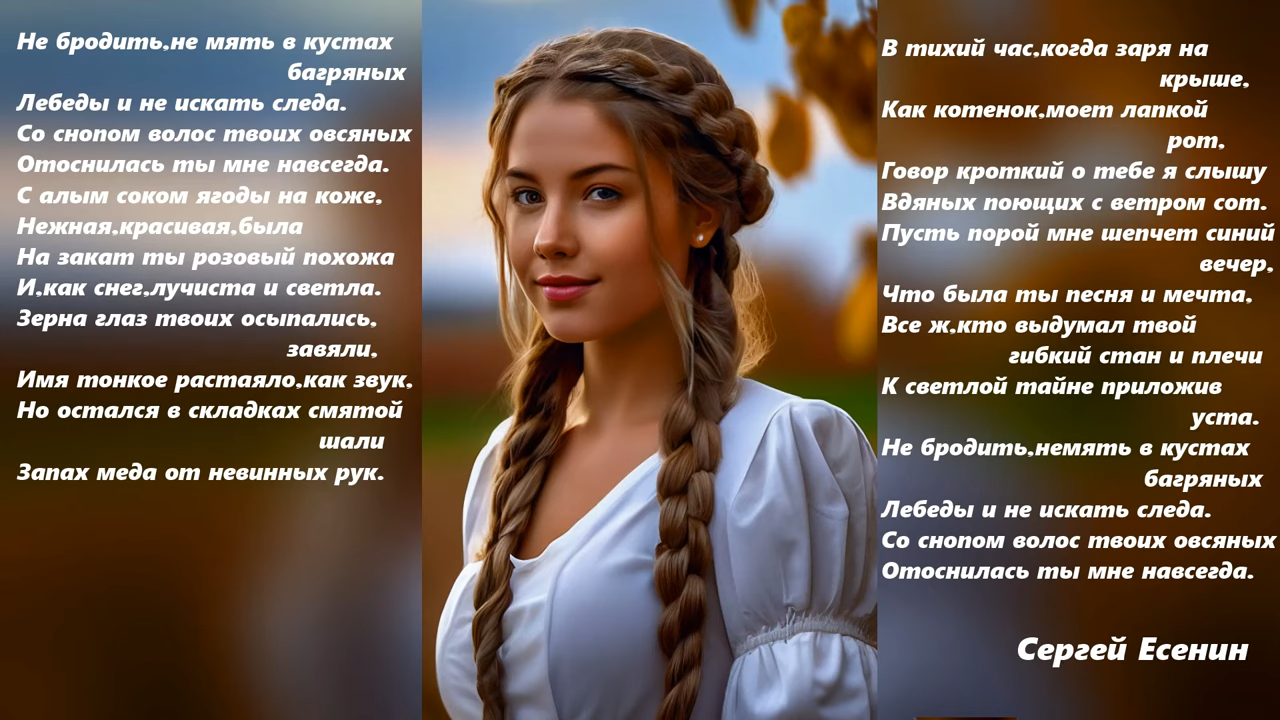 Не бродить,не мять в кустах
багряных
Лебеды и не искать следа.
Со снопом волос твоих овсяных
Отоснилась ты мне навсегда.
С алым соком ягоды на коже,
Нежная,красивая,была
На закат ты розовый похожа
И,как снег,лучиста и светла.
Зерна глаз твоих осыпались,
завяли,
Имя тонкое растаяло,как звук,
Но остался в складках смятой
шали
Запах меда от невинных рук.
В тихий час,когда заря на
крыше,
Как котенок,моет лапкой
рот,
Говор кроткий о тебе я слышу
Вдяных поющих с ветром сот.
Пусть порой мне шепчет синий
вечер,
Что была ты песня и мечта,
Все ж,кто выдумал твой
гибкий стан и плечи
К светлой тайне приложив
уста.
Не бродить,немять в кустах
багряных
Лебеды и не искать следа.
Со снопом волос твоих овсяных
Отоснилась ты мне навсегда.
Сергей Есенин